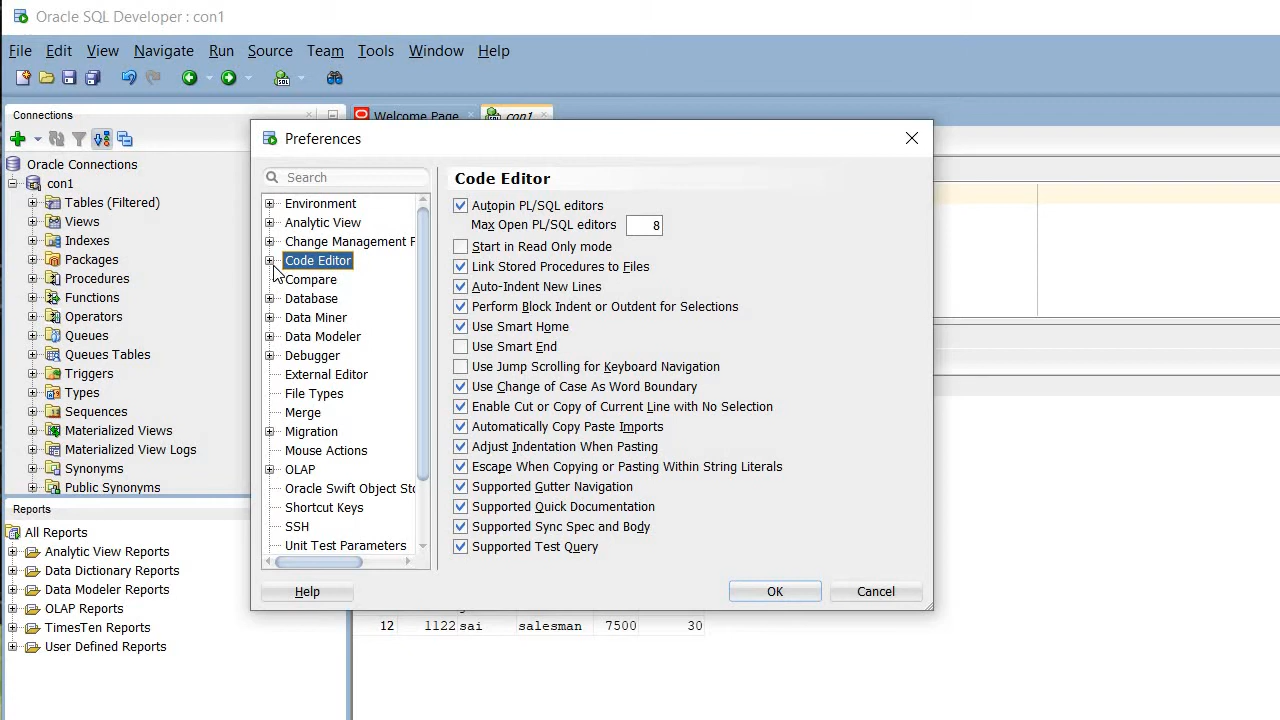 Oracle SQL Developer : con1
File Edit View Navigate Run Source Team Tools Window Help
Connections
Welcome Page
con1
Oracle Connections
con1
Tables (Filtered)
Views
Indexes
Packages
Procedures
Functions
Operators
Queues
Queues Tables
Triggers
Types
Sequences
Materialized Views
Materialized View Logs
Synonyms
Public Synonyms
Reports
All Reports
Analytic View Reports
Data Dictionary Reports
Data Modeler Reports
OLAP Reports
TimesTen Reports
User Defined Reports
Preferences
Search
Environment
Analytic View
Change Management P
Code Editor
Compare
Database
Data Miner
Data Modeler
Debugger
External Editor
File Types
Merge
Migration
Mouse Actions
OLAP
Oracle Swift Object Sto
Shortcut Keys
SSH
Unit Test Parameters
Code Editor
Autopin PL/SQL editors
Max Open PL/SQL editors 8
Start in Read Only mode
Link Stored Procedures to Files
Auto-Indent New Lines
Perform Block Indent or Outdent for Selections
Use Smart Home
Use Smart End
Use Jump Scrolling for Keyboard Navigation
Use Change of Case As Word Boundary
Enable Cut or Copy of Current Line with No Selection
Automatically Copy Paste Imports
Adjust Indentation When Pasting
Escape When Copying or Pasting Within String Literals
Supported Gutter Navigation
Supported Quick Documentation
Supported Sync Spec and Body
Supported Test Query
Help OK Cancel
12 1122 sai salesman 7500 30